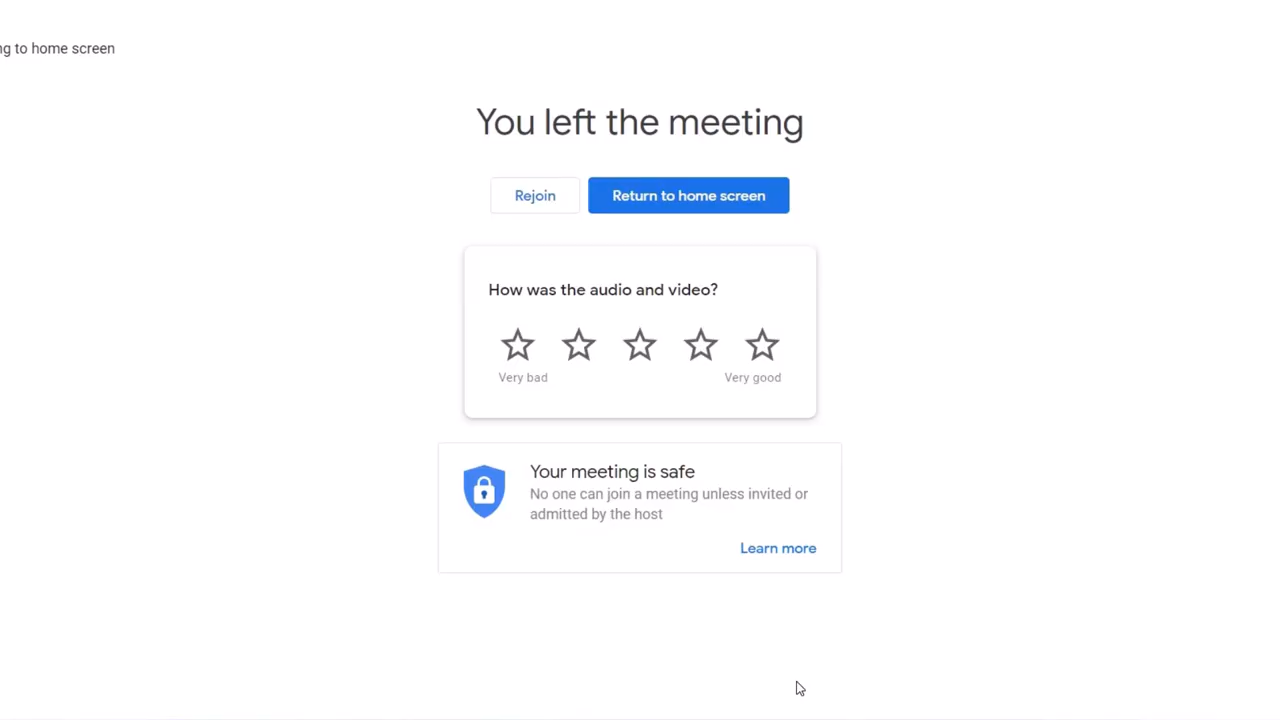 to home screen
You left the meeting
Rejoin
Return to home screen
How was the audio and video?
Very bad
Very good
Your meeting is safe
No one can join a meeting unless invited or
admitted by the host
Learn more